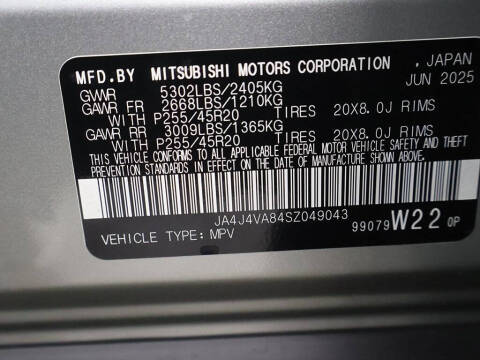 MFD.BY MITSUBISHI MOTORS CORPORATION , JAPAN
GVWR 5302LBS/2405KG JUN 2025
GAWR FR 2668LBS/1210KG
WITH P255/45R20 TIRES 20X8.0J RIMS
GAWR RR 3009LBS/1365KG
WITH P255/45R20 TIRES 20X8.0J RIMS
THIS VEHICLE CONFORMS TO ALL APPLICABLE FEDERAL MOTOR VEHICLE SAFETY AND THEFT
PREVENTION STANDARDS IN EFFECT ON THE DATE OF MANUFACTURE SHOWN ABOVE.
JA4J4VA84SZ049043
VEHICLE TYPE: MPV 99079 W22 0P